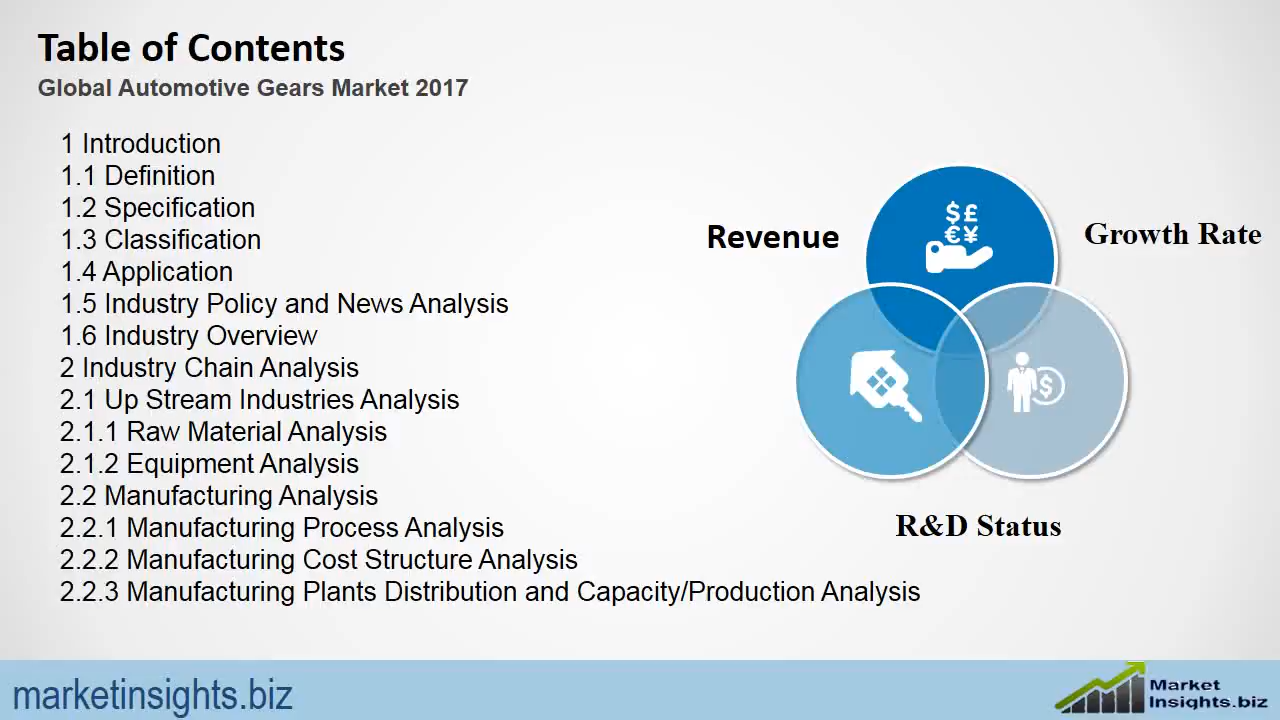 Table of Contents
Global Automotive Gears Market 2017
1 Introduction
1.1 Definition
1.2 Specification
1.3 Classification
1.4 Application
1.5 Industry Policy and News Analysis
1.6 Industry Overview
2 Industry Chain Analysis
2.1 Up Stream Industries Analysis
2.1.1 Raw Material Analysis
2.1.2 Equipment Analysis
2.2 Manufacturing Analysis
2.2.1 Manufacturing Process Analysis
2.2.2 Manufacturing Cost Structure Analysis
2.2.3 Manufacturing Plants Distribution and Capacity/Production Analysis
Revenue
$£
€¥
Growth Rate
$
R&D Status
marketinsights.biz
Market
Insights.biz